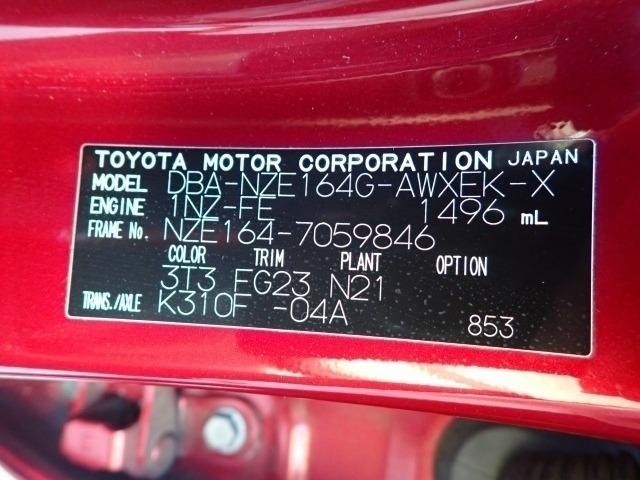 TOYOTA MOTOR CORPORATION JAPAN
MODEL DBA-NZE164G-AWXEK-X
ENGINE 1NZ-FE 1496 mL
FRAME No. NZE164-7059846
COLOR TRIM PLANT OPTION
3T3 FG23 N21
TRANS./AXLE K310F -04A
853